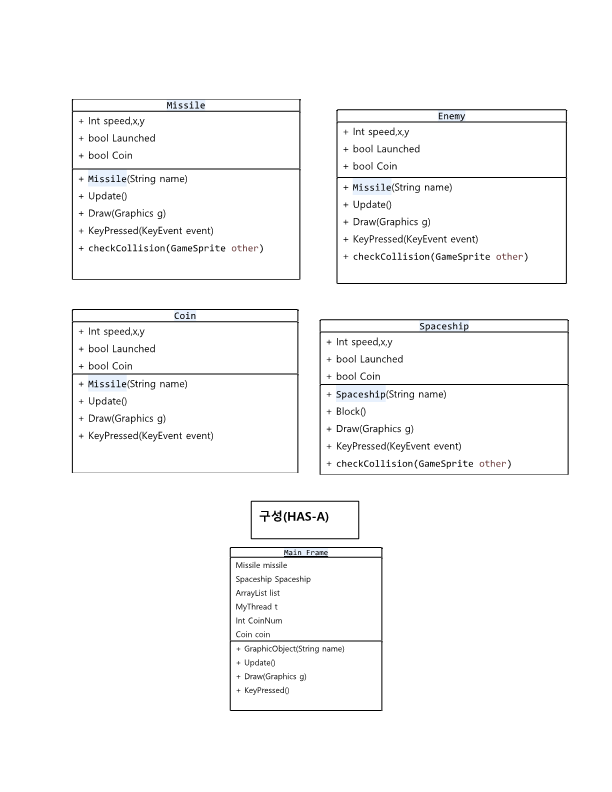 Missile
+ Int speed,x,y
+ bool Launched
+ bool Coin
+ Missile(String name)
+ Update()
+ Draw(Graphics g)
+ KeyPressed(KeyEvent event)
+ checkCollision(GameSprite other)
Enemy
+ Int speed,x,y
+ bool Launched
+ bool Coin
+ Missile(String name)
+ Update()
+ Draw(Graphics g)
+ KeyPressed(KeyEvent event)
+ checkCollision(GameSprite other)
Coin
+ Int speed,x,y
+ bool Launched
+ bool Coin
+ Missile(String name)
+ Update()
+ Draw(Graphics g)
+ KeyPressed(KeyEvent event)
Spaceship
+ Int speed,x,y
+ bool Launched
+ bool Coin
+ Spaceship(String name)
+ Block()
+ Draw(Graphics g)
+ KeyPressed(KeyEvent event)
+ checkCollision(GameSprite other)
구성(HAS-A)
Main Frame
Missile missile
Spaceship Spaceship
ArrayList list
MyThread t
Int CoinNum
Coin coin
+ GraphicObject(String name)
+ Update()
+ Draw(Graphics g)
+ KeyPressed()